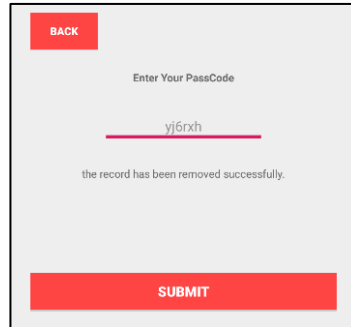 BACK
Enter Your PassCode
yj6rxh
the record has been removed successfully.
SUBMIT